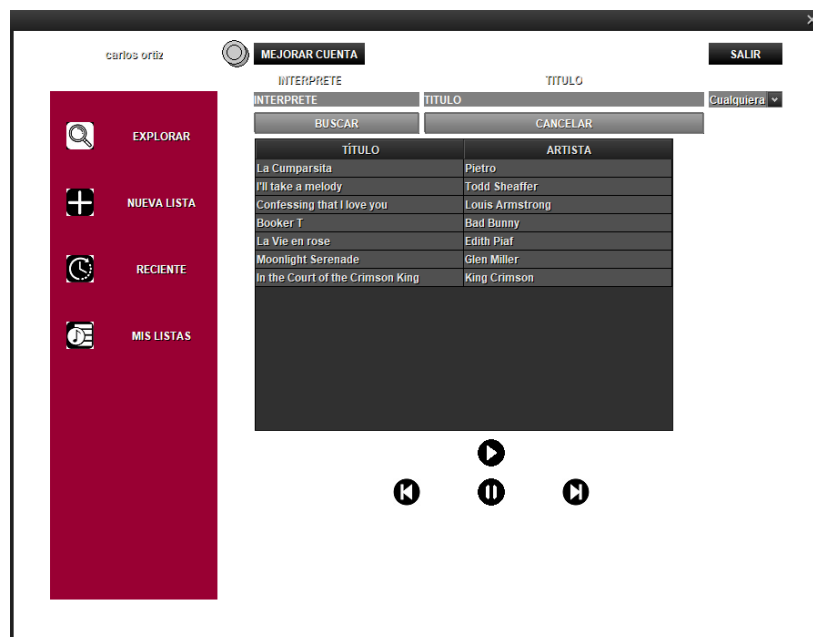 carlos ortiz
MEJORAR CUENTA
SALIR
INTERPRETE
TITULO
INTERPRETE
TITULO
Cualquiera
BUSCAR
CANCELAR
EXPLORAR
NUEVA LISTA
RECIENTE
MIS LISTAS
TÍTULO ARTISTA
La Cumparsita Pietro
I'll take a melody Todd Sheaffer
Confessing that I love you Louis Armstrong
Booker T Bad Bunny
La Vie en rose Edith Piaf
Moonlight Serenade Glen Miller
In the Court of the Crimson King King Crimson